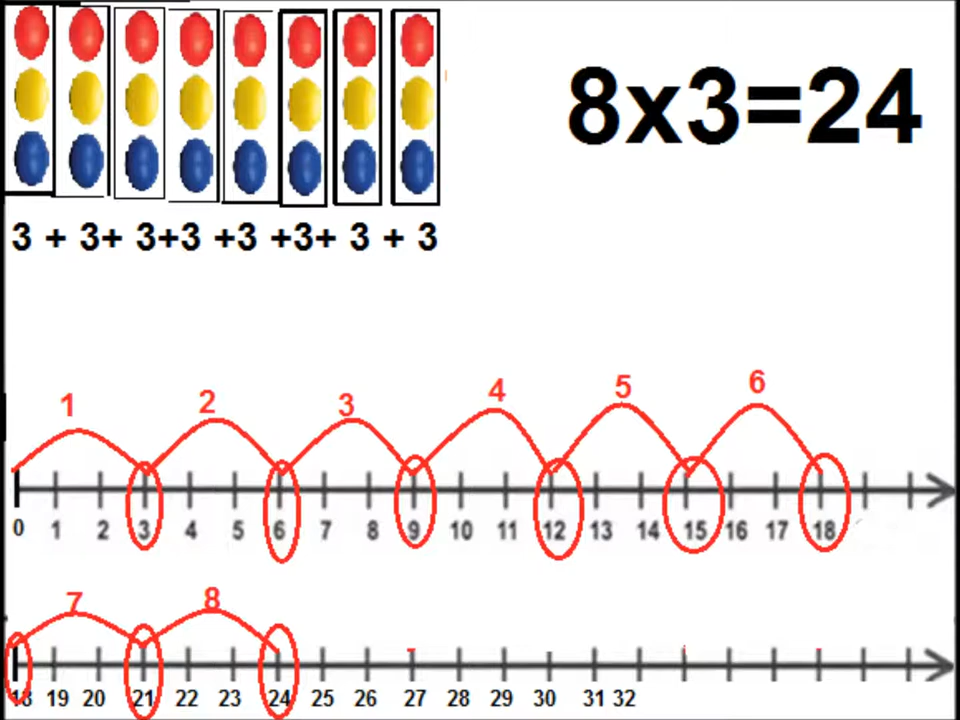 8x3=24
3 + 3+ 3+3 +3 +3+ 3 + 3
1 2 3 4 5 6
0 1 2 3 4 5 6 7 8 9 10 11 12 13 14 15 16 17 18
7 8
18 19 20 21 22 23 24 25 26 27 28 29 30 31 32